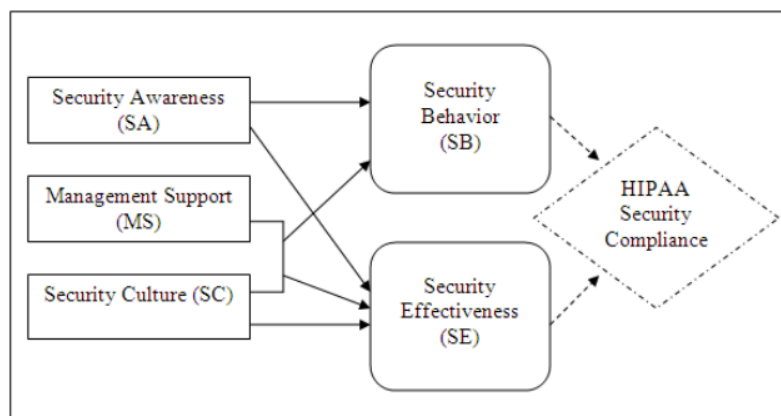 Security Awareness
(SA)
Management Support
(MS)
Security Culture (SC)
Security
Behavior
(SB)
Security
Effectiveness
(SE)
HIPAA
Security
Compliance